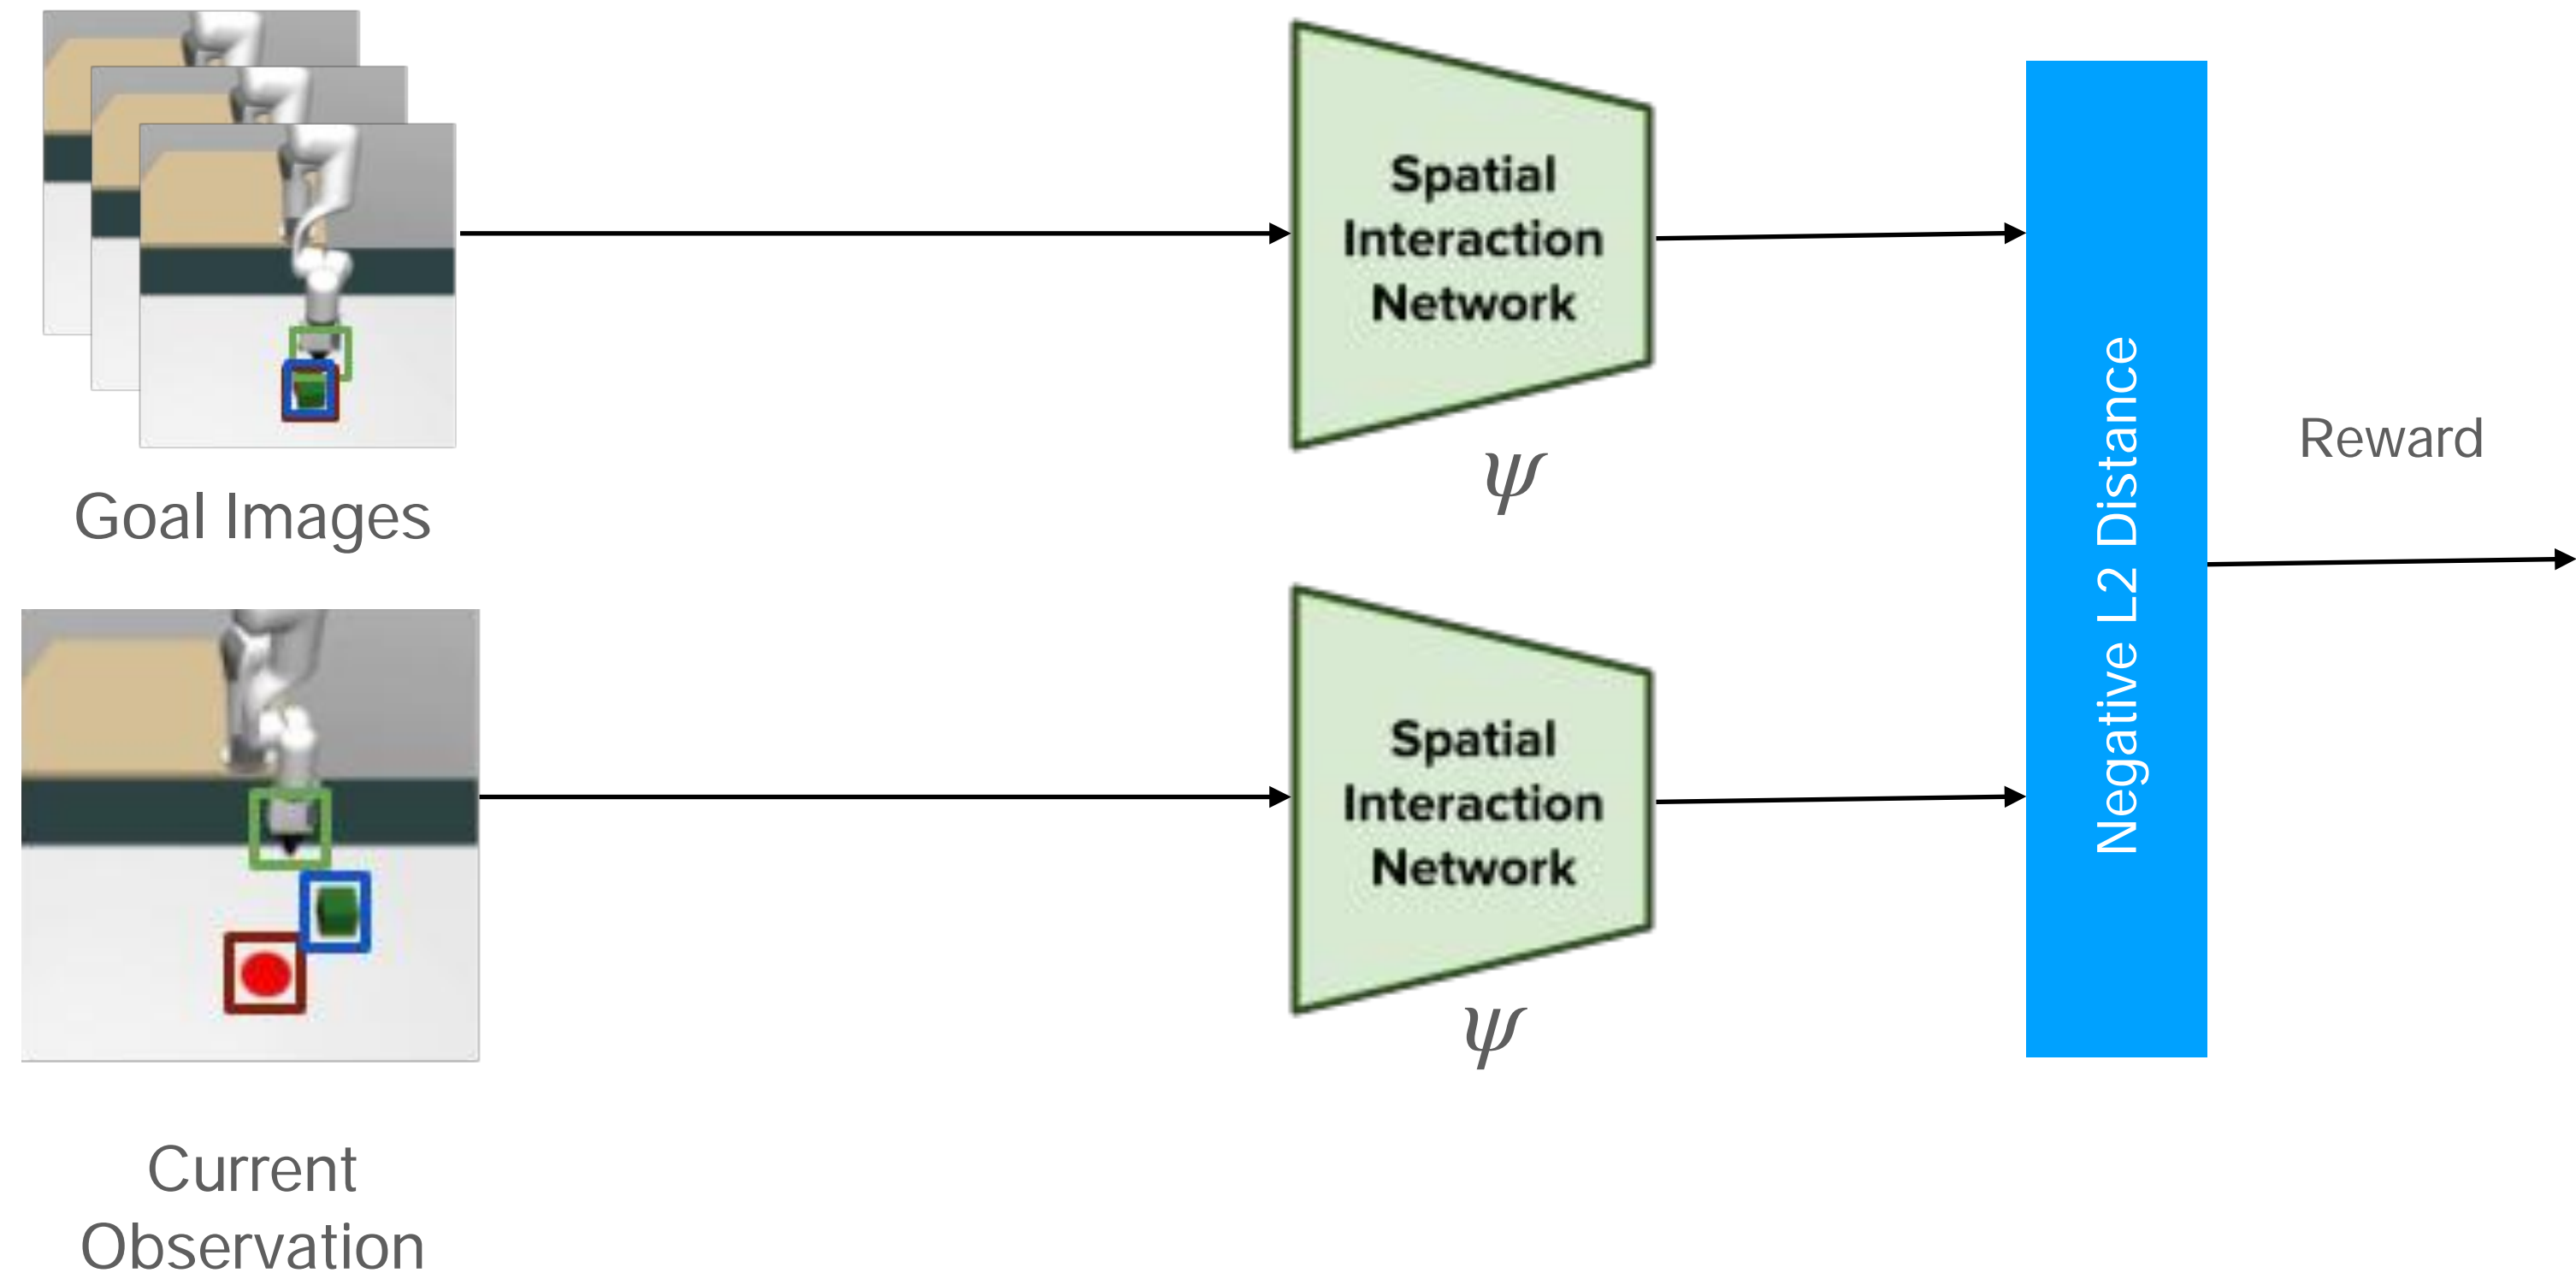 Goal Images
Spatial
Interaction
Network
ψ
Current
Observation
Spatial
Interaction
Network
ψ
Negative L2 Distance
Reward